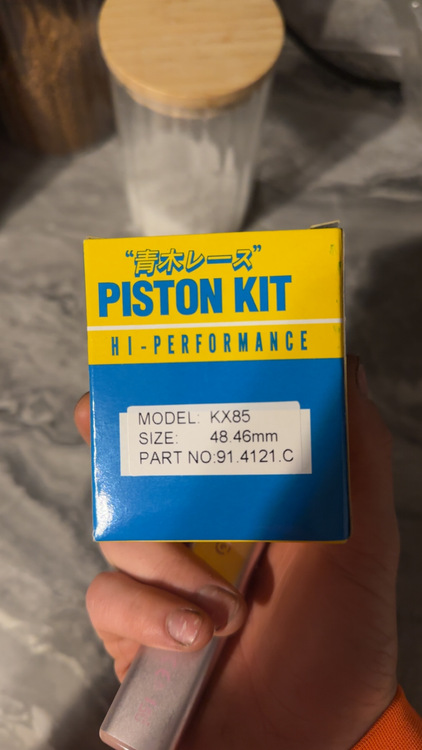 “青木レース”
PISTON KIT
HI-PERFORMANCE
MODEL: KX85
SIZE: 48.46mm
PART NO:91.4121.C